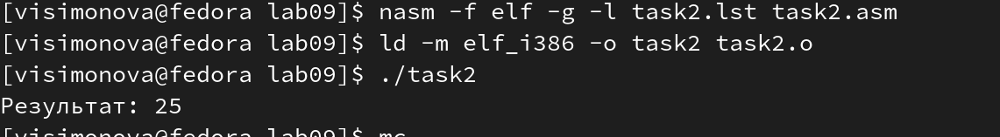 [visimonova@fedora lab09]$ nasm -f elf -g -l task2.lst task2.asm
[visimonova@fedora lab09]$ ld -m elf_i386 -o task2 task2.o
[visimonova@fedora lab09]$ ./task2
Результат: 25
[visimonova@fedora lab09]$ mc